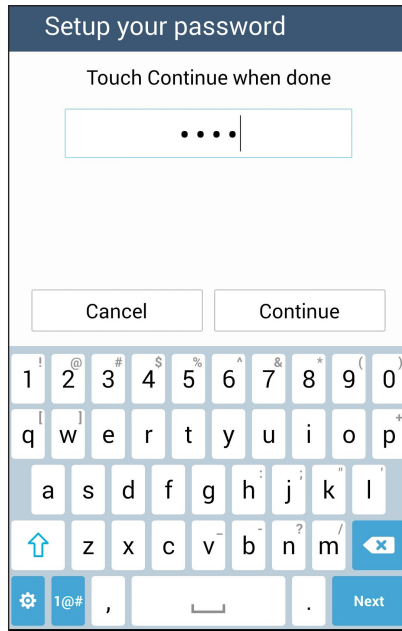 Setup your password
Touch Continue when done
••••
Cancel Continue
! @ # $ % ^ & * ( )
1 2 3 4 5 6 7 8 9 0
[ ] +
q w e r t y u i o p
: ; " '
a s d f g h j k l
_ - ? /
z x c v b n m
1@# , . Next